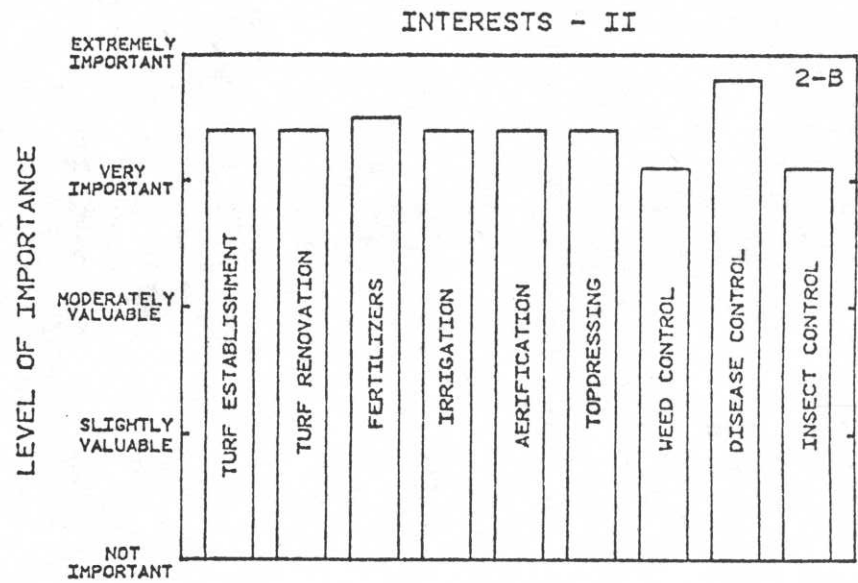 INTERESTS - II
2-B
LEVEL OF IMPORTANCE
EXTREMELY
IMPORTANT
VERY
IMPORTANT
MODERATELY
VALUABLE
SLIGHTLY
VALUABLE
NOT
IMPORTANT
TURF ESTABLISHMENT
TURF RENOVATION
FERTILIZERS
IRRIGATION
AERIFICATION
TOPDRESSING
WEED CONTROL
DISEASE CONTROL
INSECT CONTROL